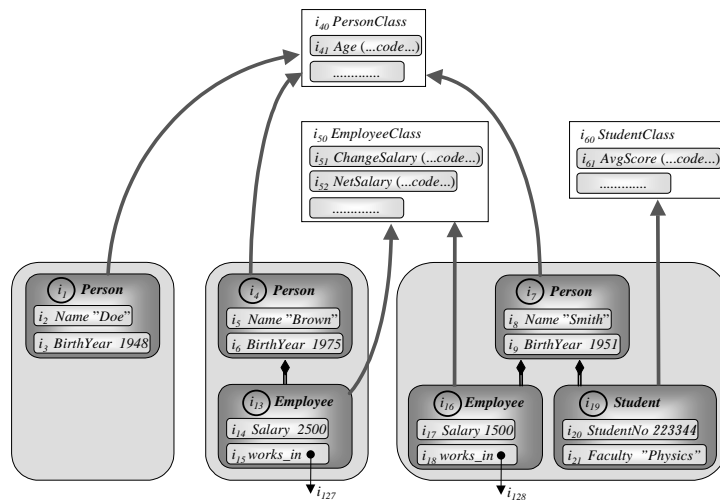 i40 PersonClass
i41 Age (...code...)
.............
i50 EmployeeClass
i51 ChangeSalary (...code...)
i52 NetSalary (...code...)
.............
i60 StudentClass
i61 AvgScore (...code...)
.............
i1 Person
i2 Name "Doe"
i3 BirthYear 1948
i4 Person
i5 Name "Brown"
i6 BirthYear 1975
i13 Employee
i14 Salary 2500
i15 works_in
i127
i7 Person
i8 Name "Smith"
i9 BirthYear 1951
i16 Employee
i17 Salary 1500
i18 works_in
i128
i19 Student
i20 StudentNo 223344
i21 Faculty "Physics"